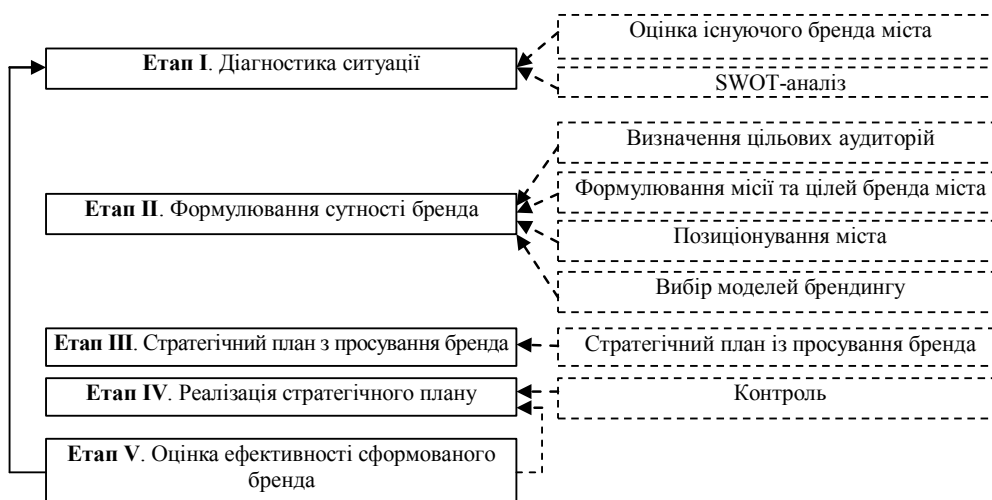 Етап I. Діагностика ситуації
Оцінка існуючого бренда міста
SWOT-аналіз
Етап II. Формулювання сутності бренда
Визначення цільових аудиторій
Формулювання місії та цілей бренда міста
Позиціонування міста
Вибір моделей брендингу
Етап III. Стратегічний план з просування бренда
Стратегічний план із просування бренда
Етап IV. Реалізація стратегічного плану
Контроль
Етап V. Оцінка ефективності сформованого
бренда